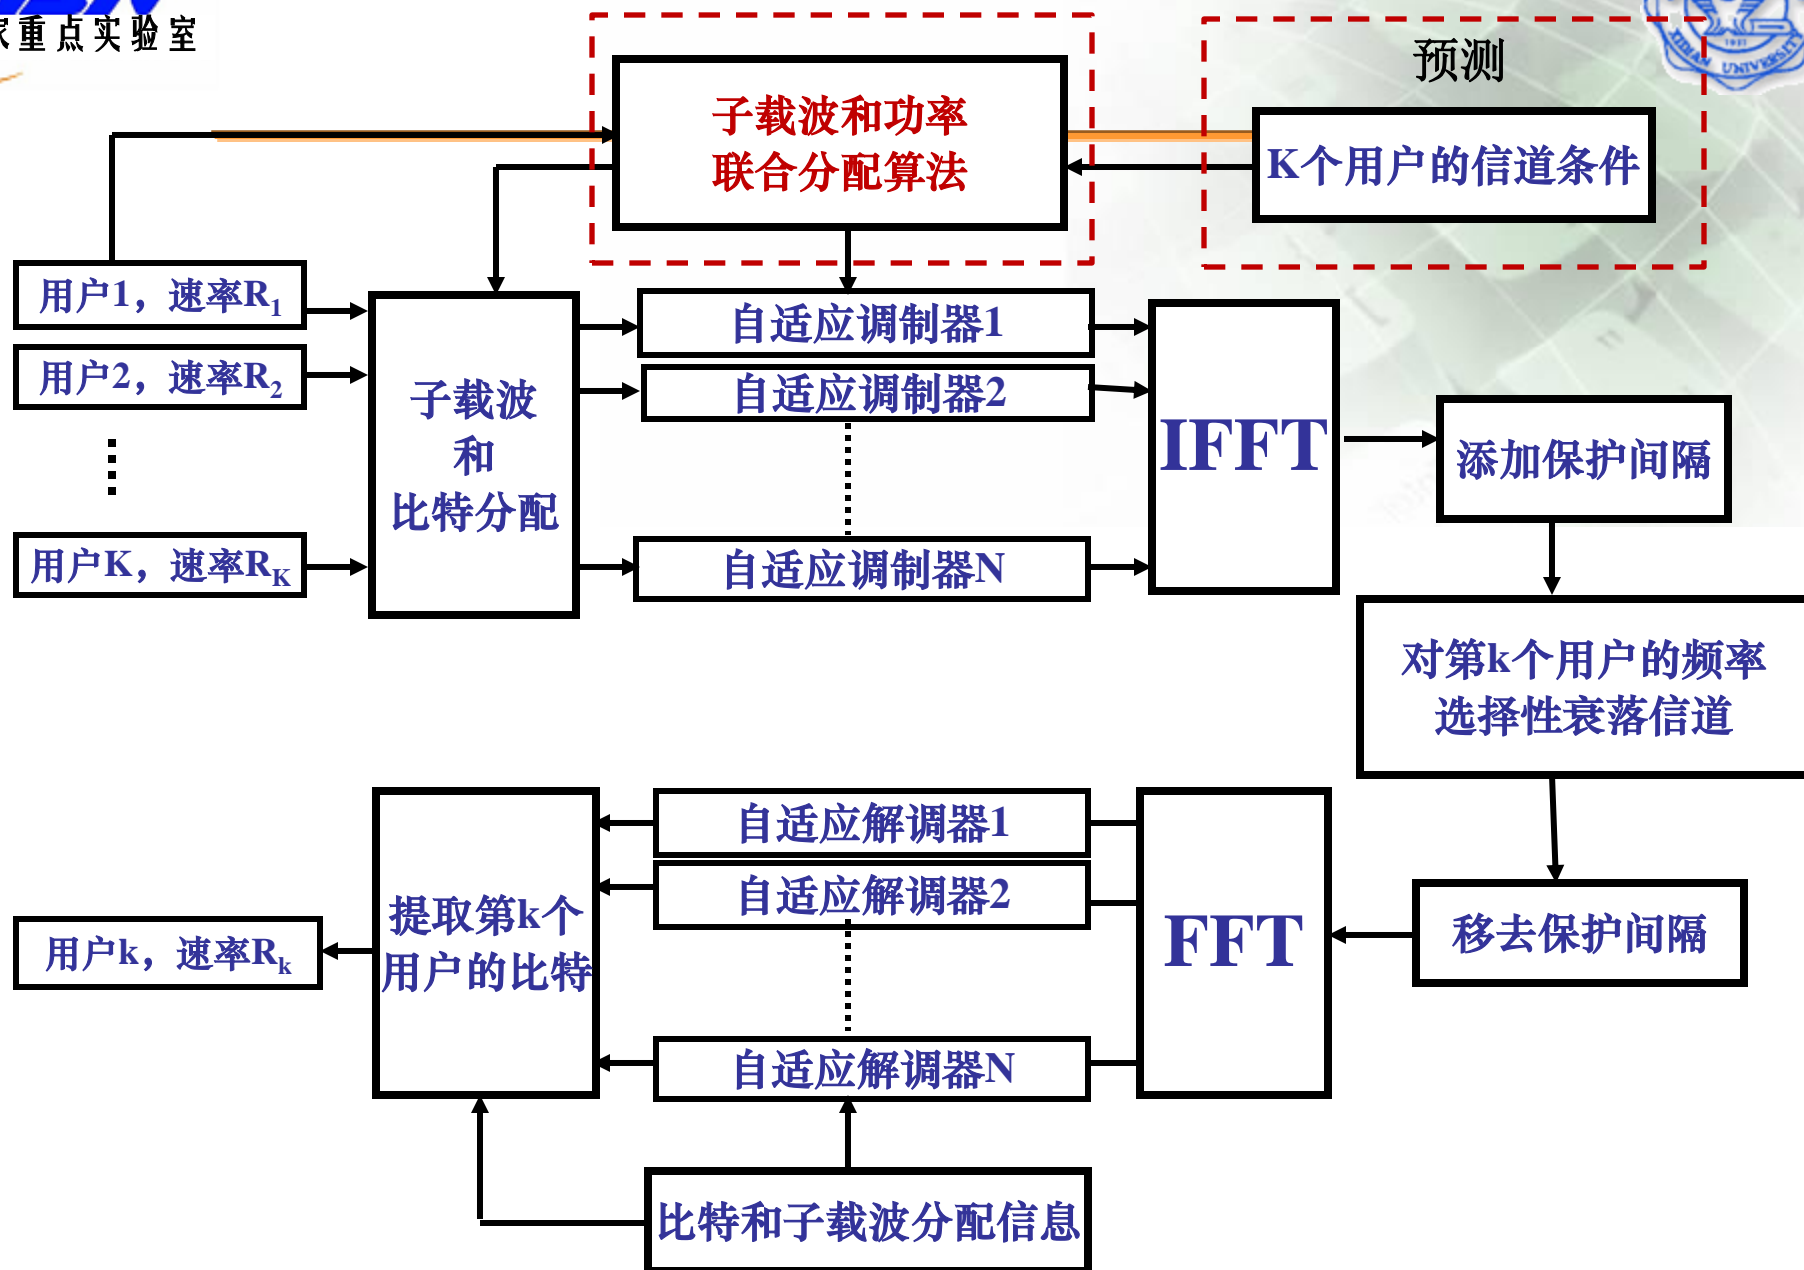 家重点实验室
XIDIAN UNIVERSITY
1931
预测
子载波和功率
联合分配算法
K个用户的信道条件
用户1，速率R1
用户2，速率R2
用户K，速率RK
子载波
和
比特分配
自适应调制器1
自适应调制器2
自适应调制器N
IFFT
添加保护间隔
对第k个用户的频率
选择性衰落信道
移去保护间隔
FFT
自适应解调器1
自适应解调器2
自适应解调器N
提取第k个
用户的比特
用户k，速率Rk
比特和子载波分配信息